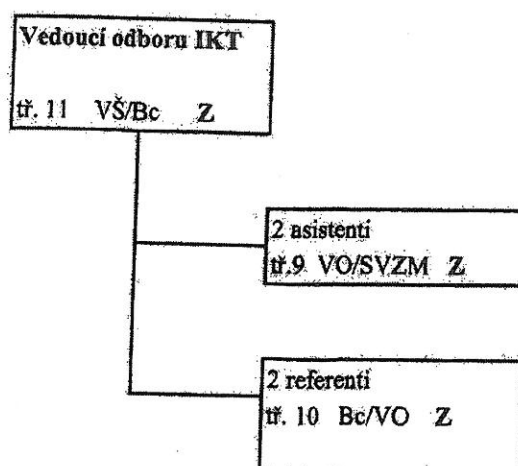 Vedoucí odboru IKT
tř. 11 VŠ/Bc Z
2 asistenti
tř.9 VO/SVZM Z
2 referenti
tř. 10 Bc/VO Z